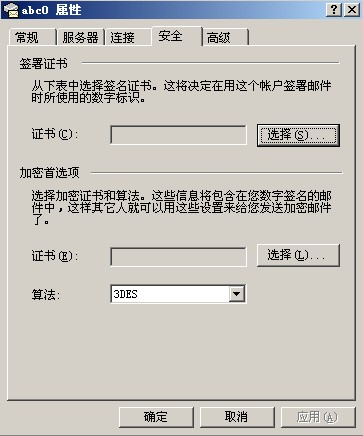 abc0 属性
常规 服务器 连接 安全 高级
签署证书
从下表中选择签名证书。这将决定在用这个帐户签署邮件
时所使用的数字标识。
证书(C):
选择(S)...
加密首选项
选择加密证书和算法。这些信息将包含在您数字签名的邮
件中，这样其它人就可以用这些设置来给您发送加密邮件
了。
证书(E):
选择(L)...
算法:
3DES
确定 取消 应用(A)